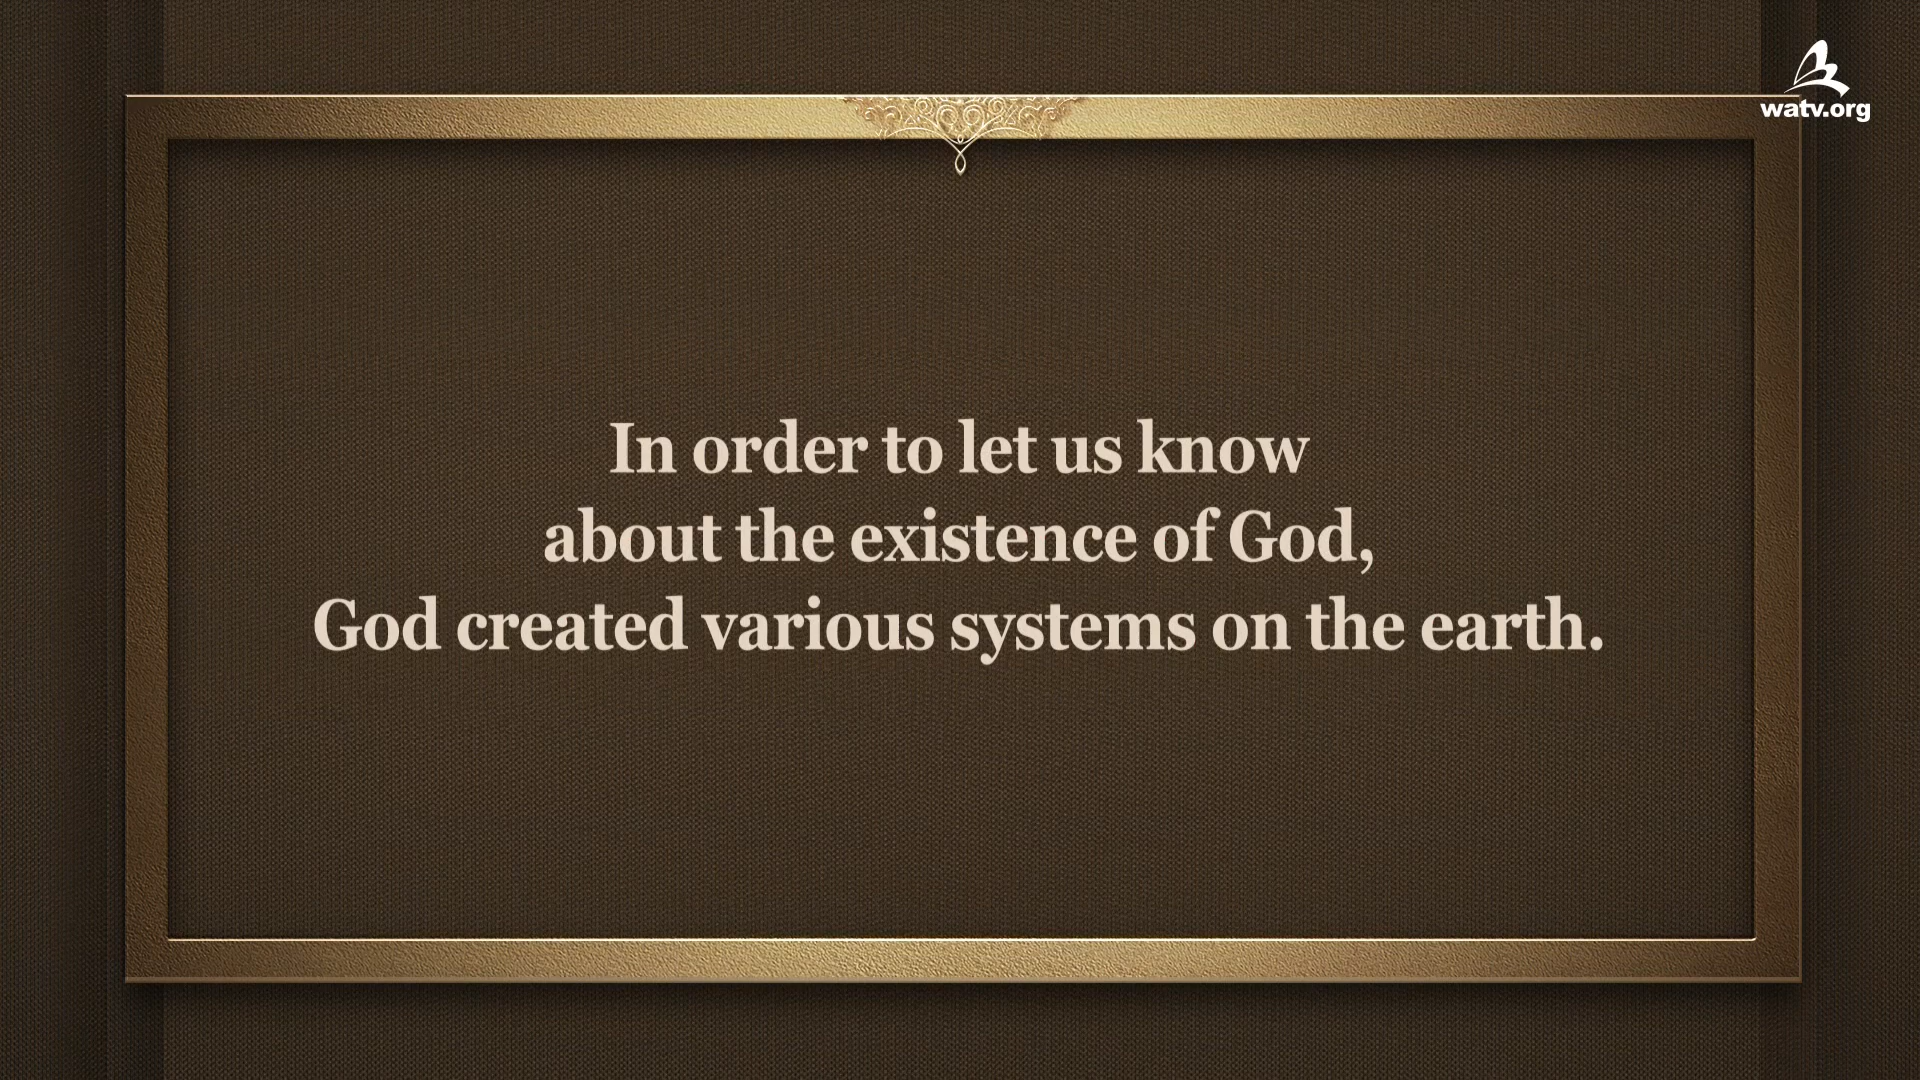 watv.org
In order to let us know
about the existence of God,
God created various systems on the earth.